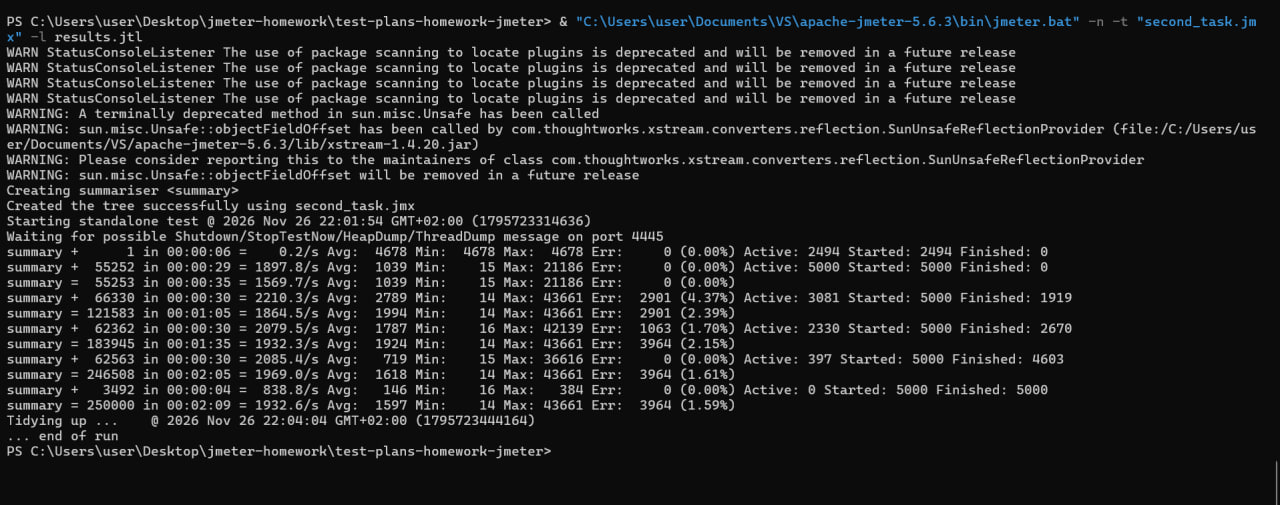 PS C:\Users\user\Desktop\jmeter-homework\test-plans-homework-jmeter> & "C:\Users\user\Documents\VS\apache-jmeter-5.6.3\bin\jmeter.bat" -n -t "second_task.jm
x" -l results.jtl
WARN StatusConsoleListener The use of package scanning to locate plugins is deprecated and will be removed in a future release
WARN StatusConsoleListener The use of package scanning to locate plugins is deprecated and will be removed in a future release
WARN StatusConsoleListener The use of package scanning to locate plugins is deprecated and will be removed in a future release
WARN StatusConsoleListener The use of package scanning to locate plugins is deprecated and will be removed in a future release
WARNING: A terminally deprecated method in sun.misc.Unsafe has been called
WARNING: sun.misc.Unsafe::objectFieldOffset has been called by com.thoughtworks.xstream.converters.reflection.SunUnsafeReflectionProvider (file:/C:/Users/us
er/Documents/VS/apache-jmeter-5.6.3/lib/xstream-1.4.20.jar)
WARNING: Please consider reporting this to the maintainers of class com.thoughtworks.xstream.converters.reflection.SunUnsafeReflectionProvider
WARNING: sun.misc.Unsafe::objectFieldOffset will be removed in a future release
Creating summariser <summary>
Created the tree successfully using second_task.jmx
Starting standalone test @ 2026 Nov 26 22:01:54 GMT+02:00 (1795723314636)
Waiting for possible Shutdown/StopTestNow/HeapDump/ThreadDump message on port 4445
summary +      1 in 00:00:06 =    0.2/s Avg:  4678 Min:  4678 Max:  4678 Err:     0 (0.00%) Active: 2494 Started: 2494 Finished: 0
summary +  55252 in 00:00:29 = 1897.8/s Avg:  1039 Min:    15 Max: 21186 Err:     0 (0.00%) Active: 5000 Started: 5000 Finished: 0
summary =  55253 in 00:00:35 = 1569.7/s Avg:  1039 Min:    15 Max: 21186 Err:     0 (0.00%)
summary +  66330 in 00:00:30 = 2210.3/s Avg:  2789 Min:    14 Max: 43661 Err:  2901 (4.37%) Active: 3081 Started: 5000 Finished: 1919
summary = 121583 in 00:01:05 = 1864.5/s Avg:  1994 Min:    14 Max: 43661 Err:  2901 (2.39%)
summary +  62362 in 00:00:30 = 2079.5/s Avg:  1787 Min:    16 Max: 42139 Err:  1063 (1.70%) Active: 2330 Started: 5000 Finished: 2670
summary = 183945 in 00:01:35 = 1932.3/s Avg:  1924 Min:    14 Max: 43661 Err:  3964 (2.15%)
summary +  62563 in 00:00:30 = 2085.4/s Avg:   719 Min:    15 Max: 36616 Err:     0 (0.00%) Active: 397 Started: 5000 Finished: 4603
summary = 246508 in 00:02:05 = 1969.0/s Avg:  1618 Min:    14 Max: 43661 Err:  3964 (1.61%)
summary +   3492 in 00:00:04 =  838.8/s Avg:   146 Min:    16 Max:   384 Err:     0 (0.00%) Active: 0 Started: 5000 Finished: 5000
summary = 250000 in 00:02:09 = 1932.6/s Avg:  1597 Min:    14 Max: 43661 Err:  3964 (1.59%)
Tidying up ...    @ 2026 Nov 26 22:04:04 GMT+02:00 (1795723444164)
... end of run
PS C:\Users\user\Desktop\jmeter-homework\test-plans-homework-jmeter>